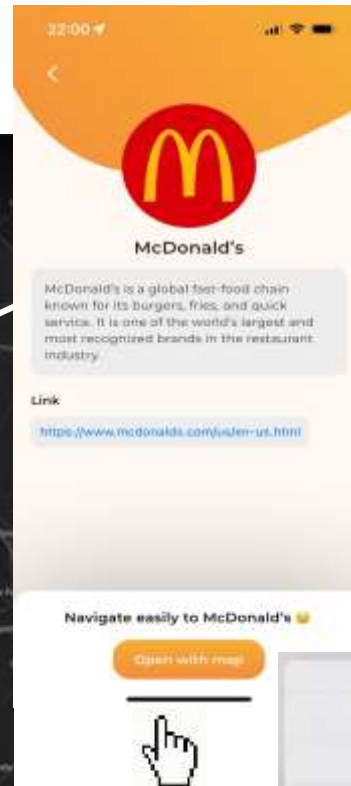 22:00
McDonald's
McDonald's is a global fast-food chain
known for its burgers, fries, and quick
service. It is one of the world's largest and
most recognized brands in the restaurant
industry.
Link
https://www.mcdonalds.com/us/en-us.html
Navigate easily to McDonald's 😀
Open with map